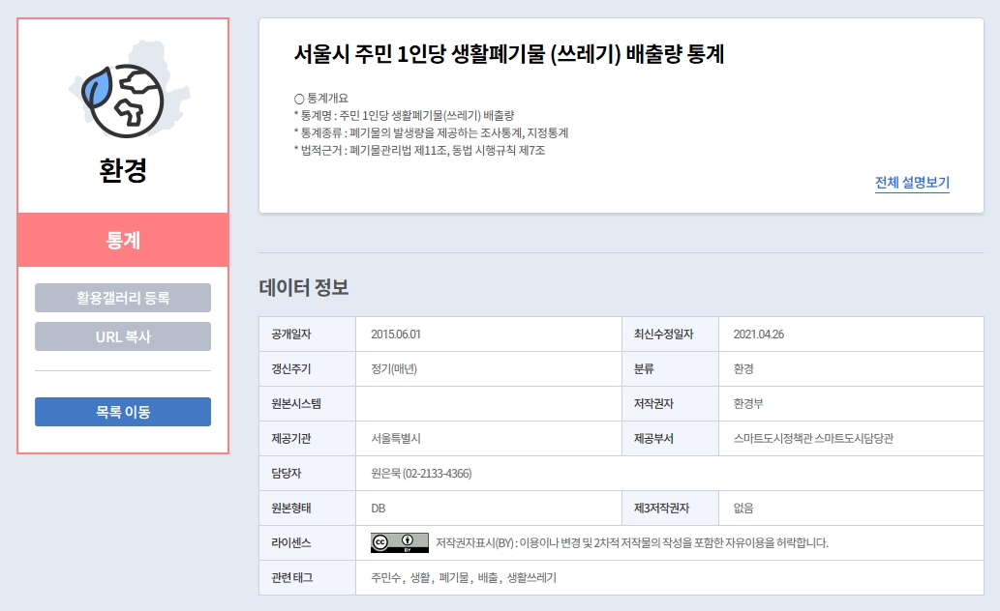 환경
통계
활용갤러리 등록
URL 복사
목록 이동
서울시 주민 1인당 생활폐기물 (쓰레기) 배출량 통계
○ 통계개요
* 통계명 : 주민 1인당 생활폐기물(쓰레기) 배출량
* 통계종류 : 폐기물의 발생량을 제공하는 조사통계, 지정통계
* 법적근거 : 폐기물관리법 제11조, 동법 시행규칙 제7조
전체 설명보기
데이터 정보
공개일자 2015.06.01 최신수정일자 2021.04.26
갱신주기 정기(매년) 분류 환경
원본시스템 저작권자 환경부
제공기관 서울특별시 제공부서 스마트도시정책관 스마트도시담당관
담당자 원은묵 (02-2133-4366)
원본형태 DB 제3저작권자 없음
라이센스 cc BY 저작권자표시(BY) : 이용이나 변경 및 2차적 저작물의 작성을 포함한 자유이용을 허락합니다.
관련 태그 주민수 , 생활 , 폐기물 , 배출 , 생활쓰레기